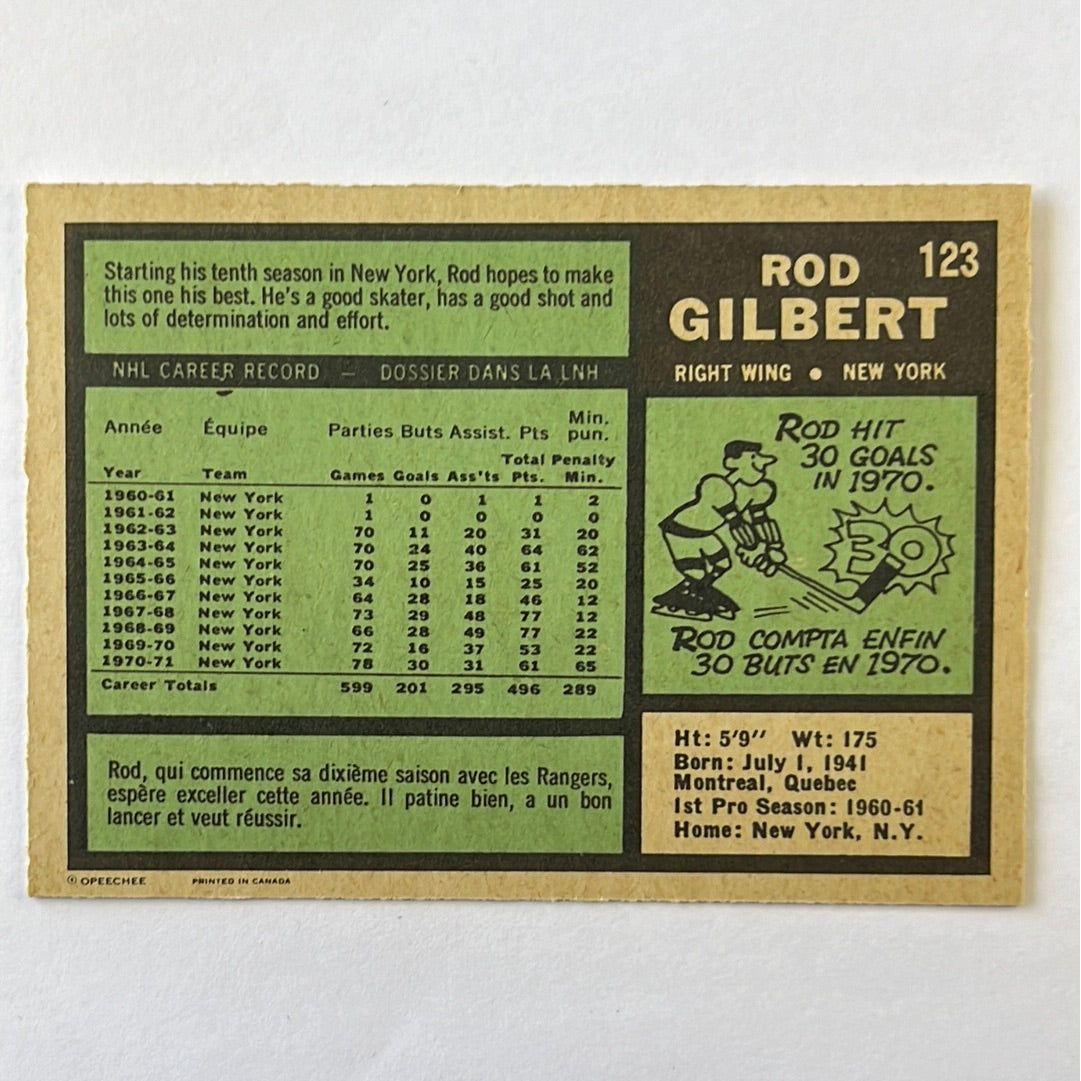 Starting his tenth season in New York, Rod hopes to make
this one his best. He's a good skater, has a good shot and
lots of determination and effort.
NHL CAREER RECORD — DOSSIER DANS LA LNH
Année Équipe Parties Buts Assist. Pts Min. pun.
Year Team Games Goals Ass'ts Total Pts. Penalty Min.
1960-61 New York 1 0 1 1 2
1961-62 New York 1 0 0 0 0
1962-63 New York 70 11 20 31 20
1963-64 New York 70 24 40 64 62
1964-65 New York 70 25 36 61 52
1965-66 New York 34 10 15 25 20
1966-67 New York 64 28 18 46 12
1967-68 New York 73 29 48 77 12
1968-69 New York 66 28 49 77 22
1969-70 New York 72 16 37 53 22
1970-71 New York 78 30 31 61 65
Career Totals 599 201 295 496 289
Rod, qui commence sa dixième saison avec les Rangers,
espère exceller cette année. Il patine bien, a un bon
lancer et veut réussir.
© OPEECHEE PRINTED IN CANADA
123
ROD
GILBERT
RIGHT WING • NEW YORK
ROD HIT
30 GOALS
IN 1970.
30
ROD COMPTA ENFIN
30 BUTS EN 1970.
Ht: 5'9" Wt: 175
Born: July 1, 1941
Montreal, Quebec
1st Pro Season: 1960-61
Home: New York, N.Y.